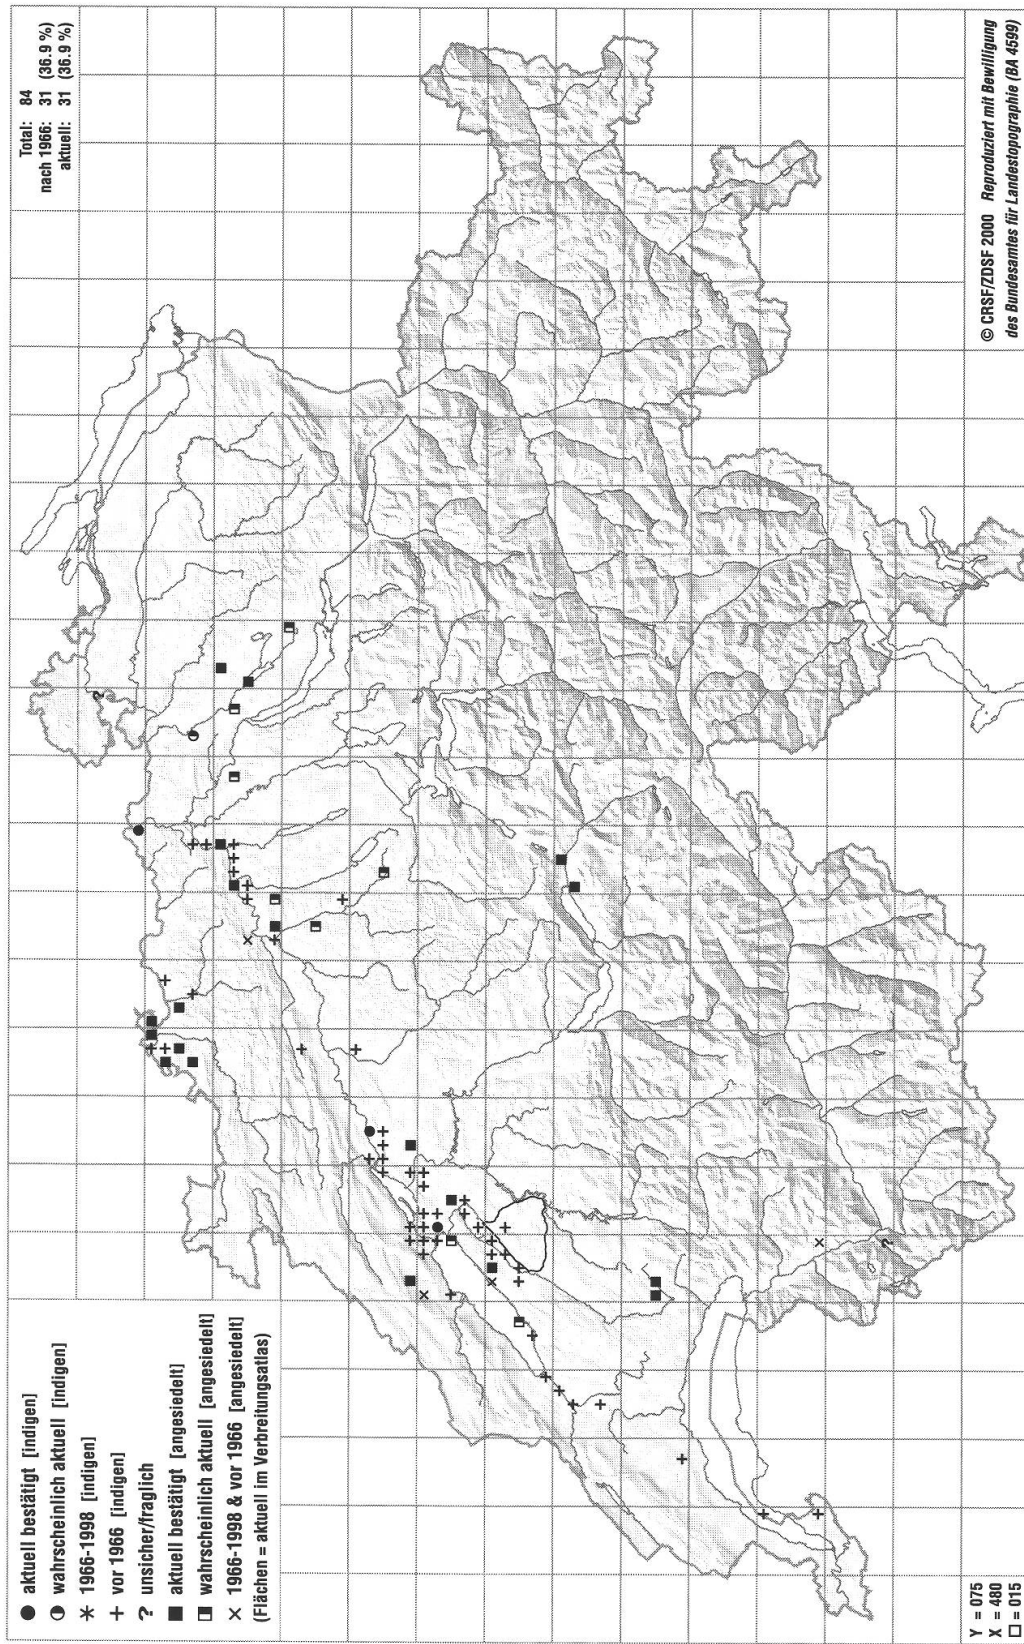 Total: 84
nach 1966: 31 (36.9 %)
aktuell: 31 (36.9 %)
● aktuell bestätigt [indigen]
◑ wahrscheinlich aktuell [indigen]
✳ 1966-1998 [indigen]
+ vor 1966 [indigen]
? unsicher/fraglich
■ aktuell bestätigt [angesiedelt]
◨ wahrscheinlich aktuell [angesiedelt]
× 1966-1998 & vor 1966 [angesiedelt]
(Flächen = aktuell im Verbreitungsatlas)
Y = 075
X = 480
□ = 015
© CRSF/ZDSF 2000 Reproduziert mit Bewilligung
des Bundesamtes für Landestopographie (BA 4599)